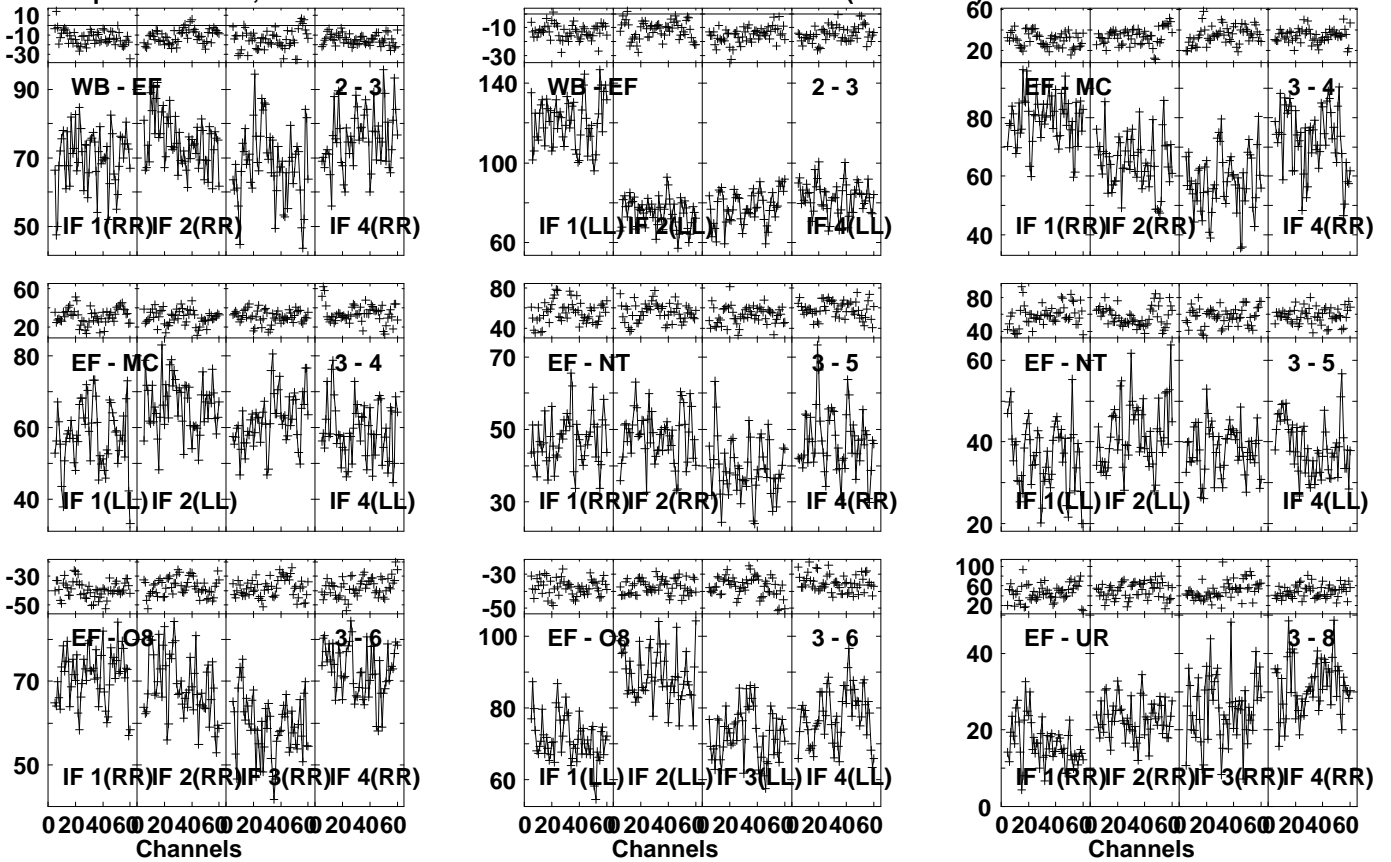 10
-10
-30
WB - EF 2 - 3
90
70
50
IF 1(RR) IF 2(RR) IF 4(RR)
-10
-30
WB - EF 2 - 3
140
100
60
IF 1(LL) IF 2(LL) IF 4(LL)
60
20
EF - MC 3 - 4
80
60
40
IF 1(RR) IF 2(RR) IF 4(RR)
60
20
EF - MC 3 - 4
80
60
40
IF 1(LL) IF 2(LL) IF 4(LL)
80
40
EF - NT 3 - 5
70
50
30
IF 1(RR) IF 2(RR) IF 4(RR)
80
40
EF - NT 3 - 5
60
40
20
IF 1(LL) IF 2(LL) IF 4(LL)
-30
-50
EF - O8 3 - 6
70
50
IF 1(RR) IF 2(RR) IF 3(RR) IF 4(RR)
0 20 40 60 0 20 40 60 0 20 40 60 0 20 40 60
Channels
-30
-50
EF - O8 3 - 6
100
80
60
IF 1(LL) IF 2(LL) IF 3(LL) IF 4(LL)
0 20 40 60 0 20 40 60 0 20 40 60 0 20 40 60
Channels
100
60
20
EF - UR 3 - 8
40
20
0
IF 1(RR) IF 2(RR) IF 3(RR) IF 4(RR)
0 20 40 60 0 20 40 60 0 20 40 60 0 20 40 60
Channels